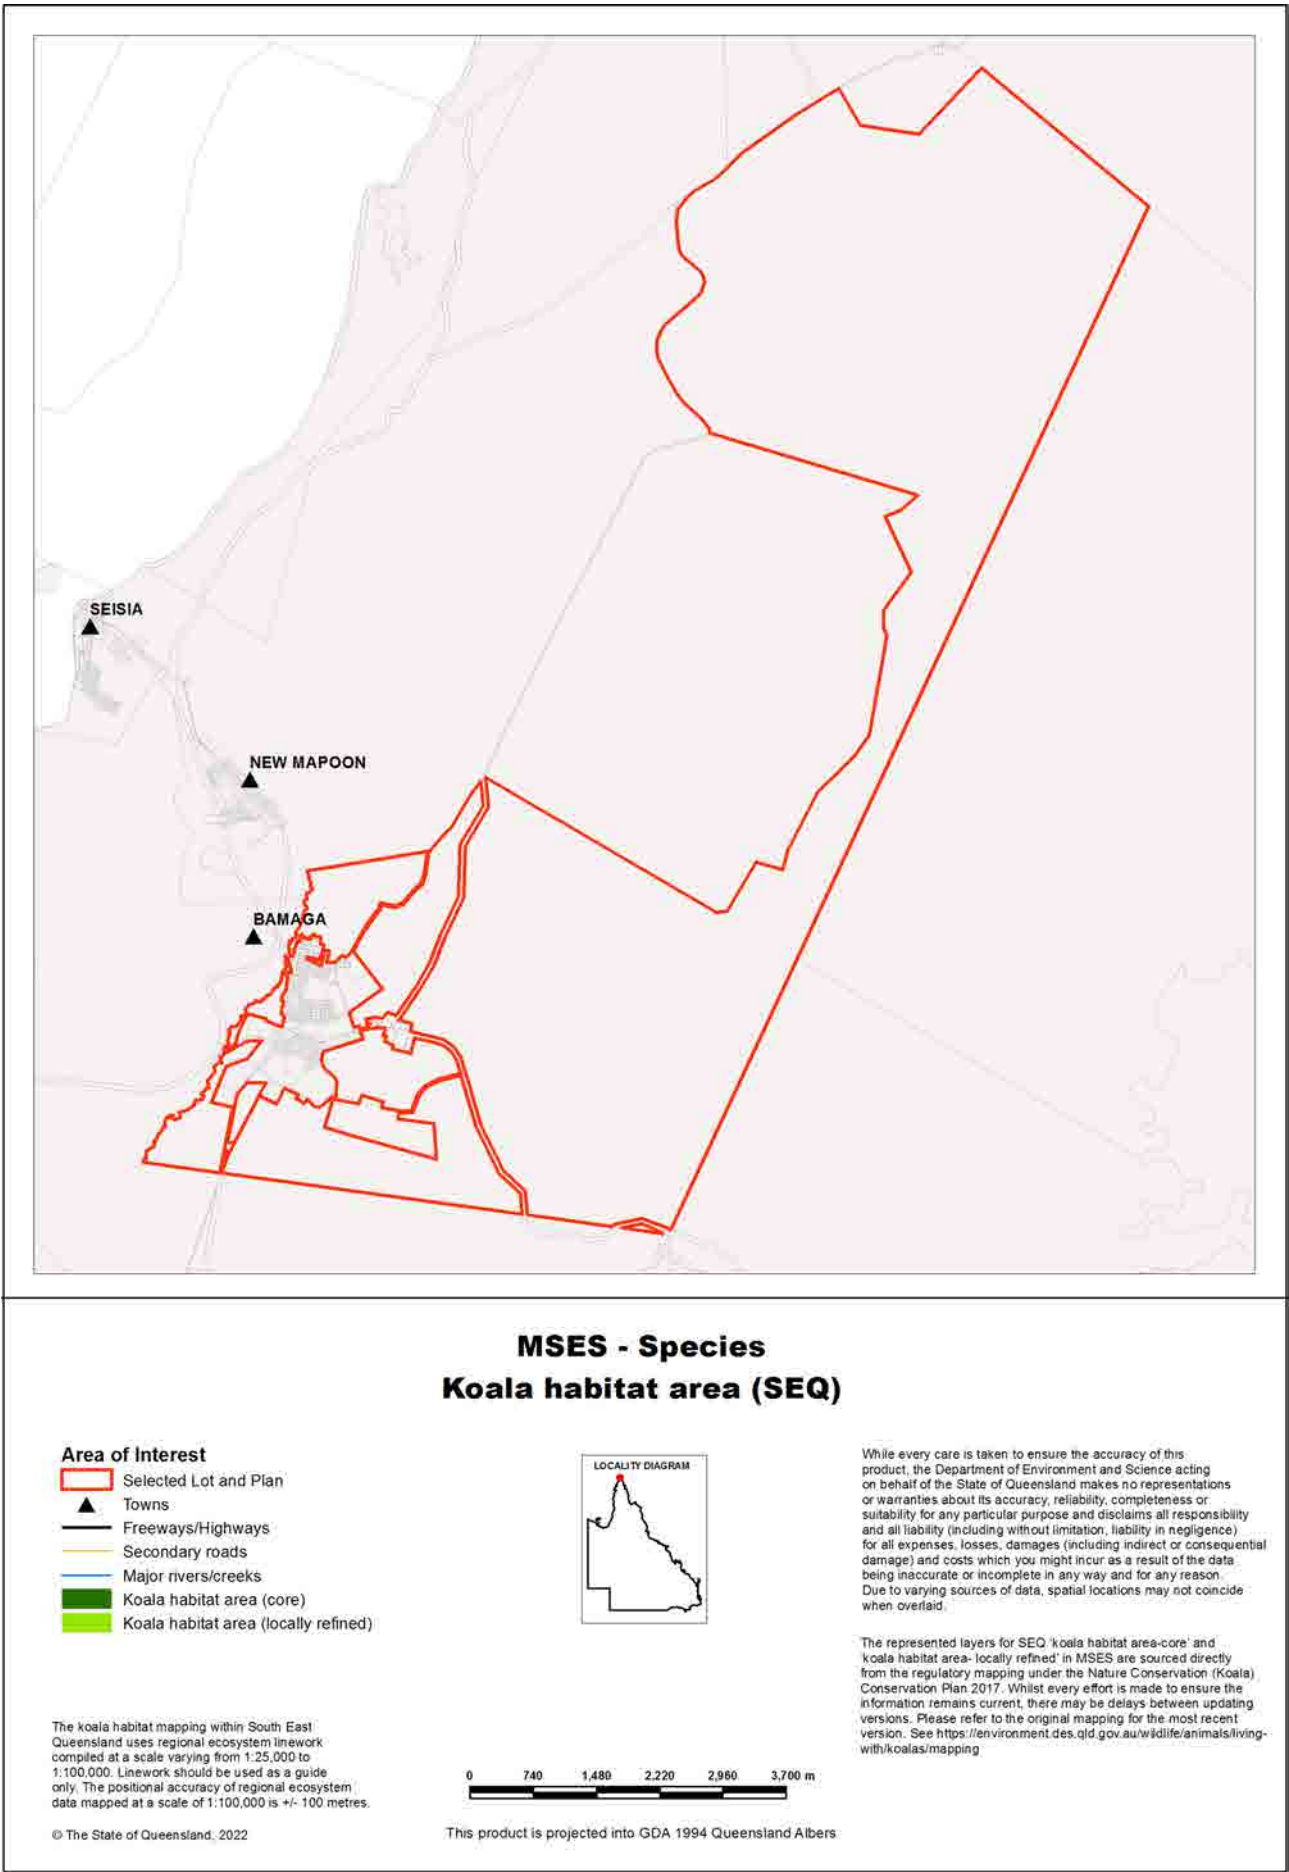 SEISIA
NEW MAPOON
BAMAGA
MSES - Species
Koala habitat area (SEQ)
Area of Interest
Selected Lot and Plan
Towns
Freeways/Highways
Secondary roads
Major rivers/creeks
Koala habitat area (core)
Koala habitat area (locally refined)
LOCALITY DIAGRAM
While every care is taken to ensure the accuracy of this
product, the Department of Environment and Science acting
on behalf of the State of Queensland makes no representations
or warranties about its accuracy, reliability, completeness or
suitability for any particular purpose and disclaims all responsibility
and all liability (including without limitation, liability in negligence)
for all expenses, losses, damages (including indirect or consequential
damage) and costs which you might incur as a result of the data
being inaccurate or incomplete in any way and for any reason.
Due to varying sources of data, spatial locations may not coincide
when overlaid.
The represented layers for SEQ 'koala habitat area-core' and
'koala habitat area- locally refined' in MSES are sourced directly
from the regulatory mapping under the Nature Conservation (Koala)
Conservation Plan 2017. Whilst every effort is made to ensure the
information remains current, there may be delays between updating
versions. Please refer to the original mapping for the most recent
version. See https://environment.des.qld.gov.au/wildlife/animals/living-
with/koalas/mapping
The koala habitat mapping within South East
Queensland uses regional ecosystem linework
compiled at a scale varying from 1:25,000 to
1:100,000. Linework should be used as a guide
only. The positional accuracy of regional ecosystem
data mapped at a scale of 1:100,000 is +/- 100 metres.
© The State of Queensland, 2022
0 740 1,480 2,220 2,960 3,700 m
This product is projected into GDA 1994 Queensland Albers